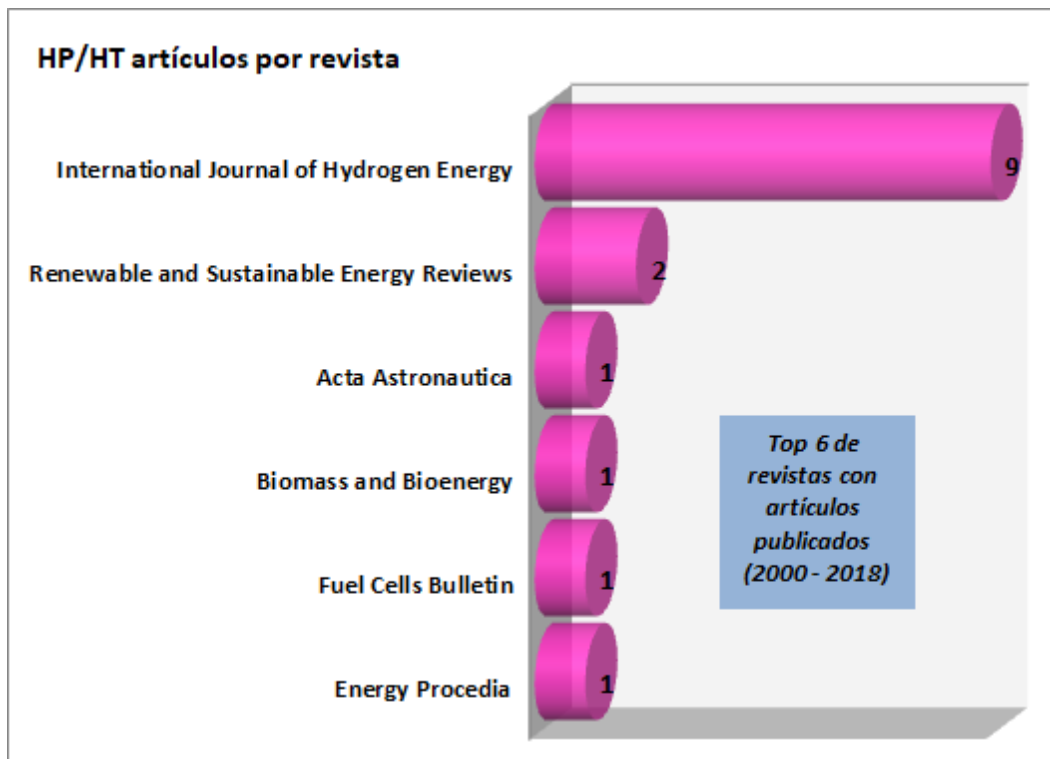 HP/HT artículos por revista
International Journal of Hydrogen Energy
9
Renewable and Sustainable Energy Reviews
2
Acta Astronautica
1
Biomass and Bioenergy
1
Fuel Cells Bulletin
1
Energy Procedia
1
Top 6 de
revistas con
artículos
publicados
(2000 - 2018)